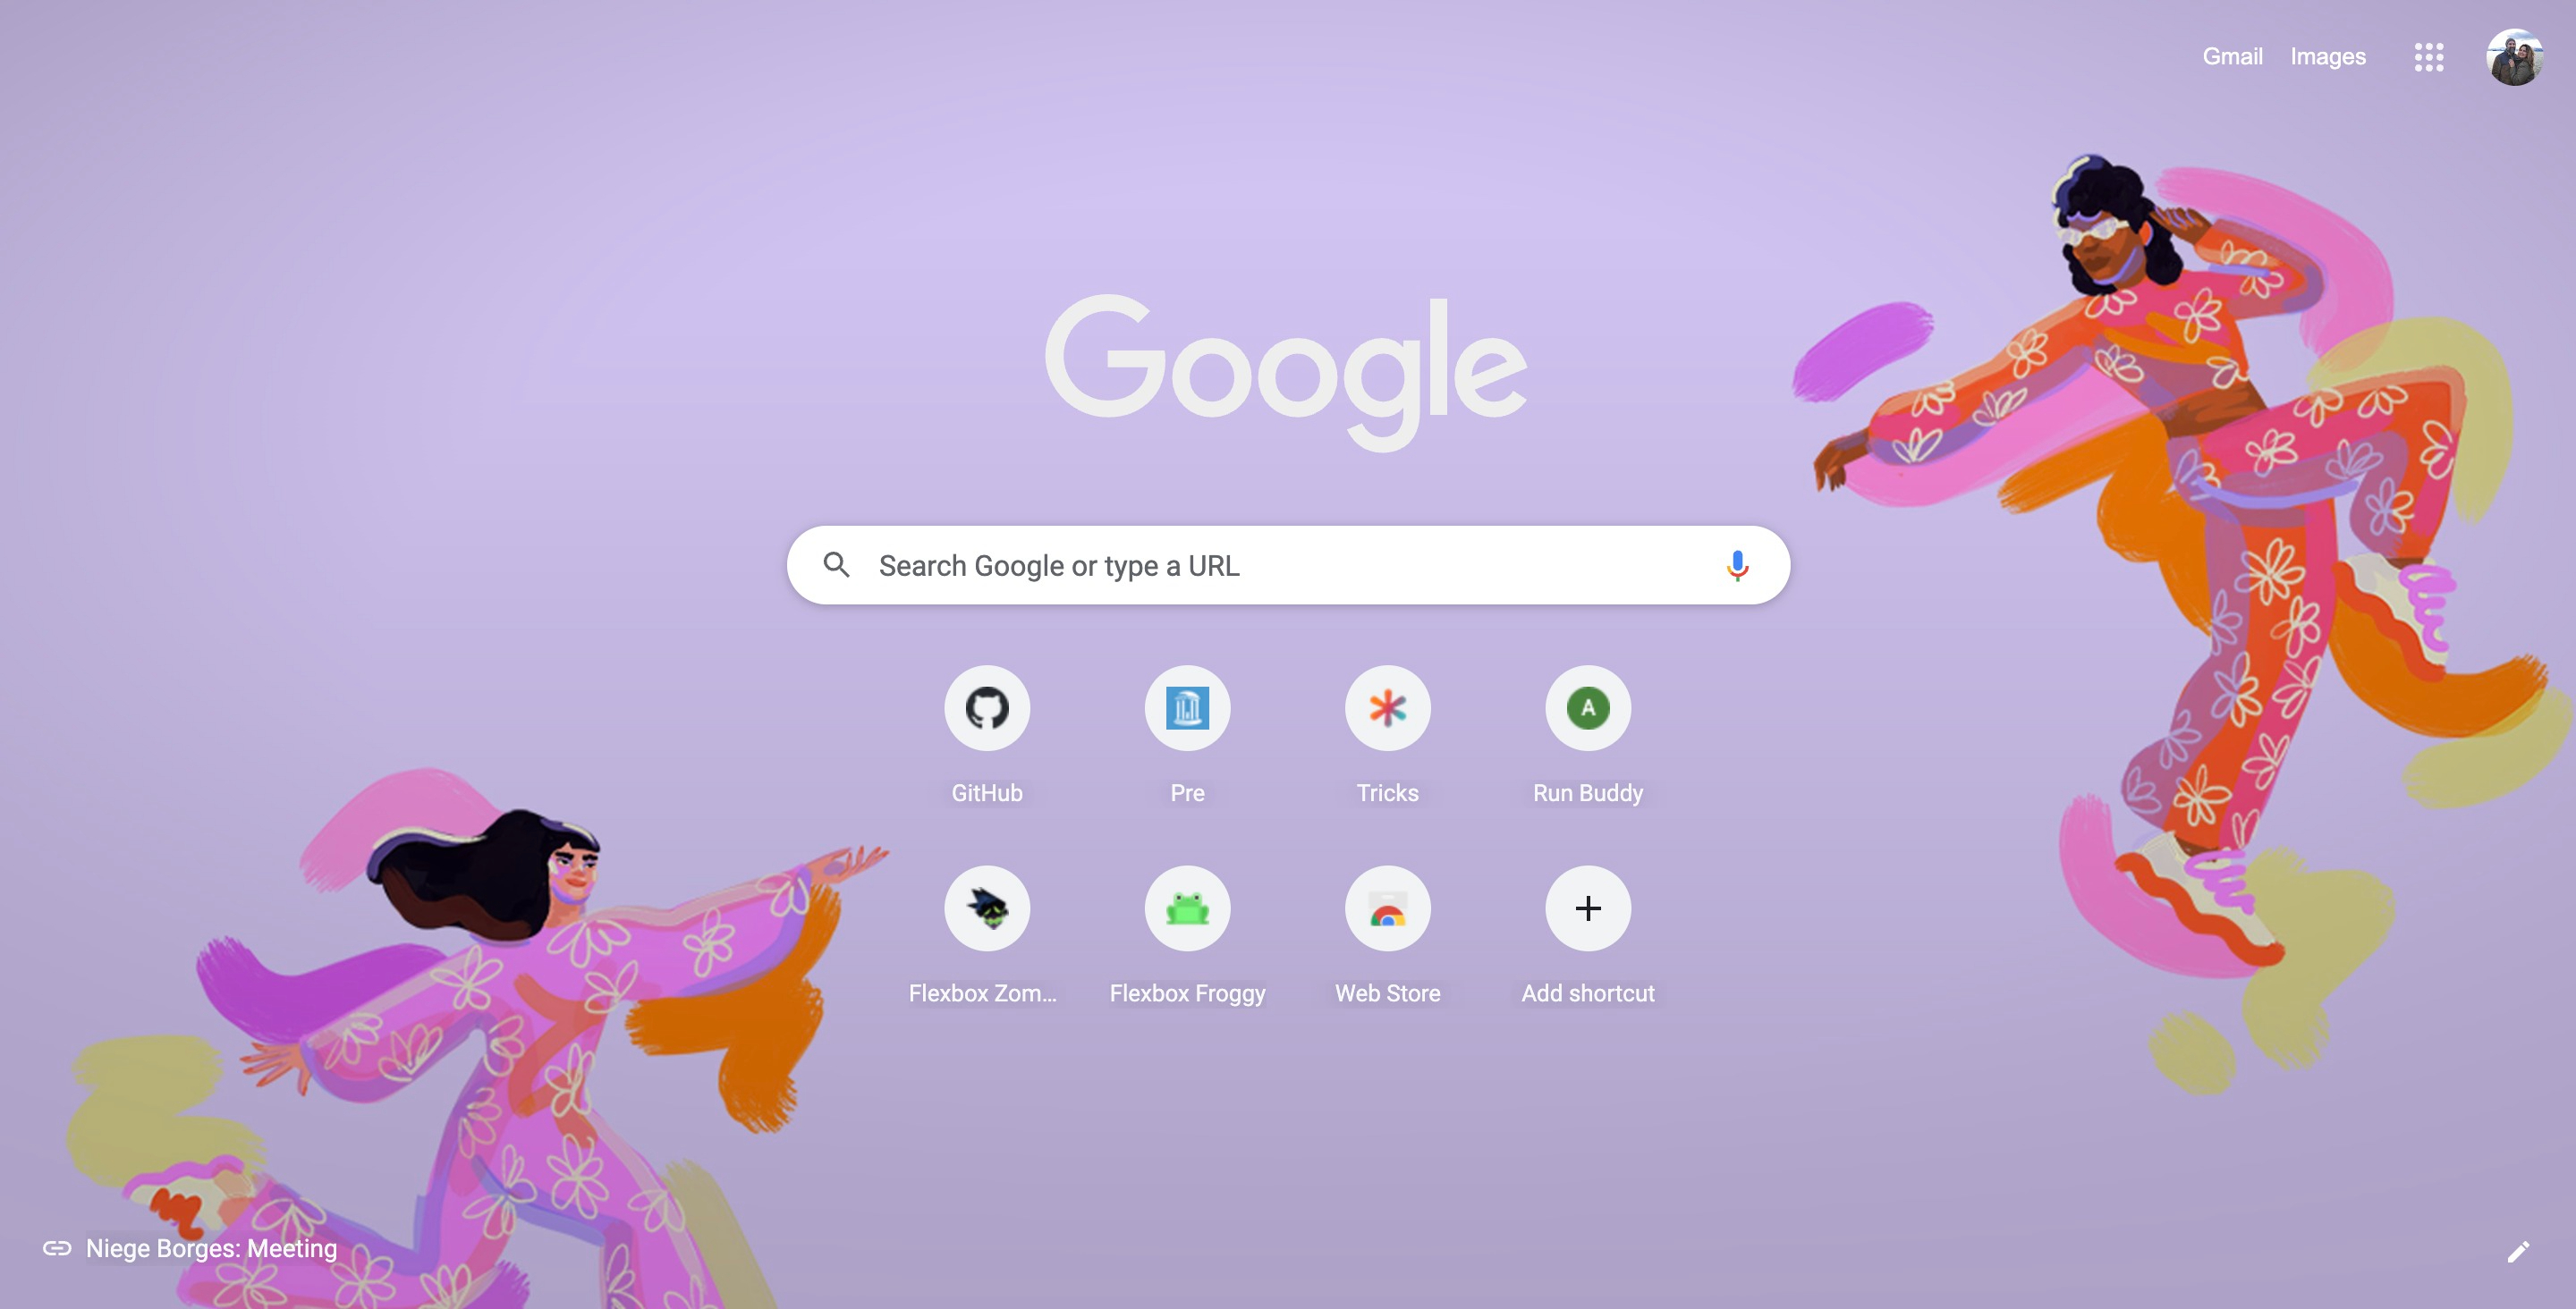 Gmail Images
Google
Search Google or type a URL
A
GitHub
Pre
Tricks
Run Buddy
Flexbox Zom...
Flexbox Froggy
Web Store
Add shortcut
Niege Borges: Meeting